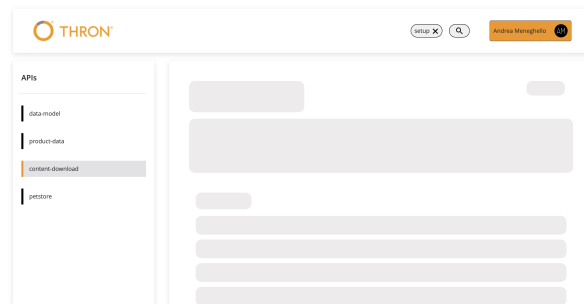 THRON
setup
Andrea Meneghello
AM
APIs
data-model
product-data
content-download
petstore